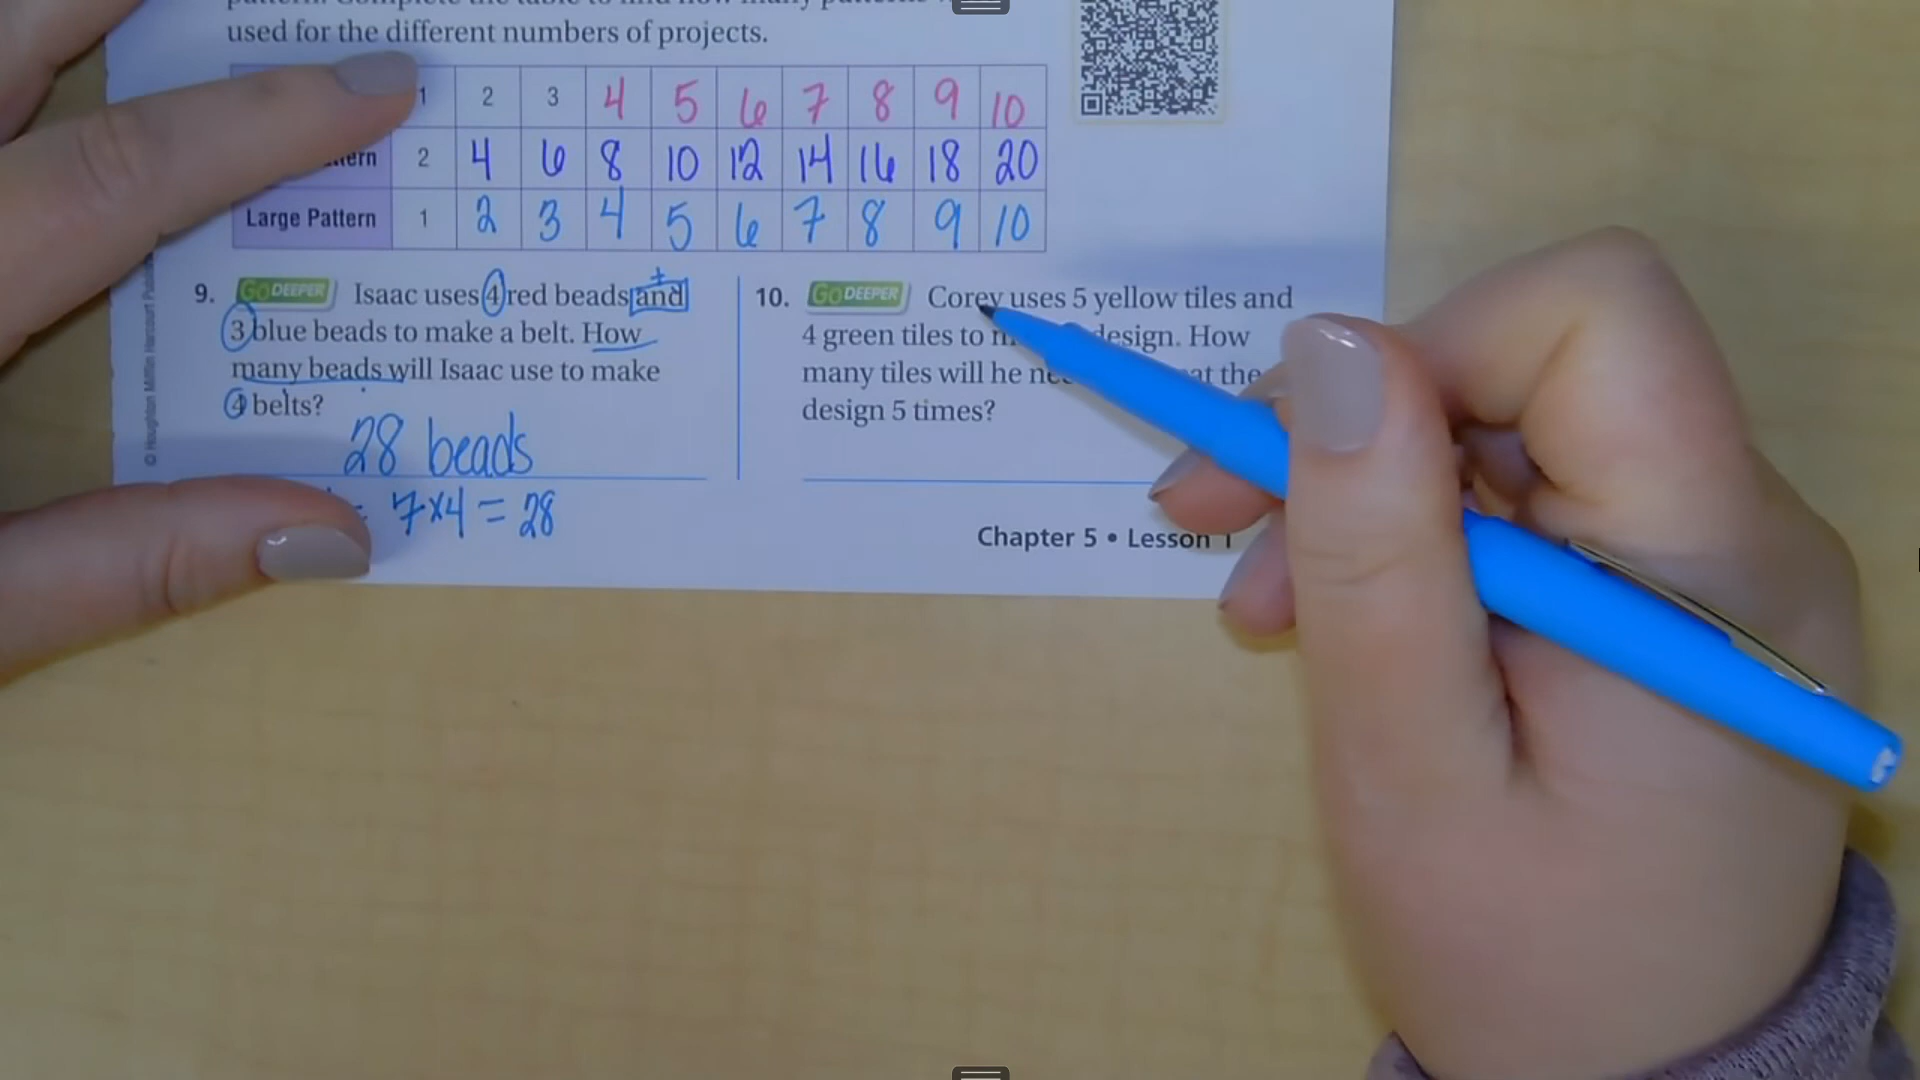 used for the different numbers of projects.
1 2 3 4 5 6 7 8 9 10
2 4 6 8 10 12 14 16 18 20
Large Pattern 1 2 3 4 5 6 7 8 9 10
9. Go DEEPER Isaac uses 4 red beads and
+
3 blue beads to make a belt. How
many beads will Isaac use to make
4 belts?
28 beads
= 7x4 = 28
10. Go DEEPER Corey uses 5 yellow tiles and
4 green tiles to design. How
many tiles will he the
design 5 times?
Chapter 5 • Lesson 1
© Houghton Mifflin Harcourt